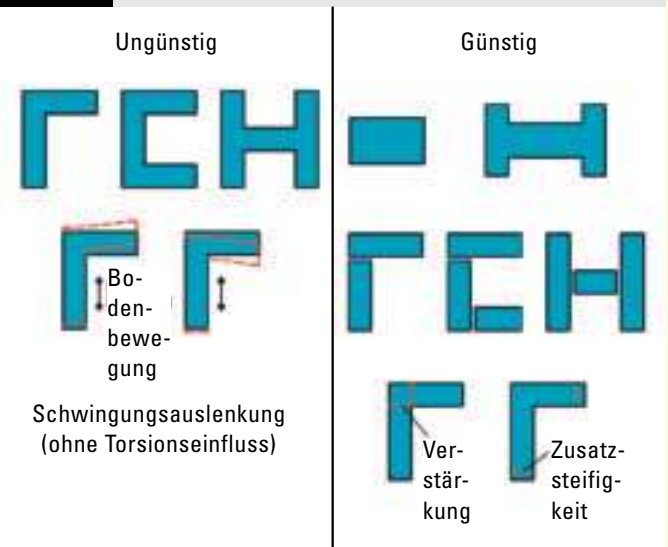 Ungünstig
Bo-
den-
bewe-
gung
Schwingungsauslenkung
(ohne Torsionseinfluss)
Günstig
Ver-
stär-
kung
Zusatz-
steifig-
keit